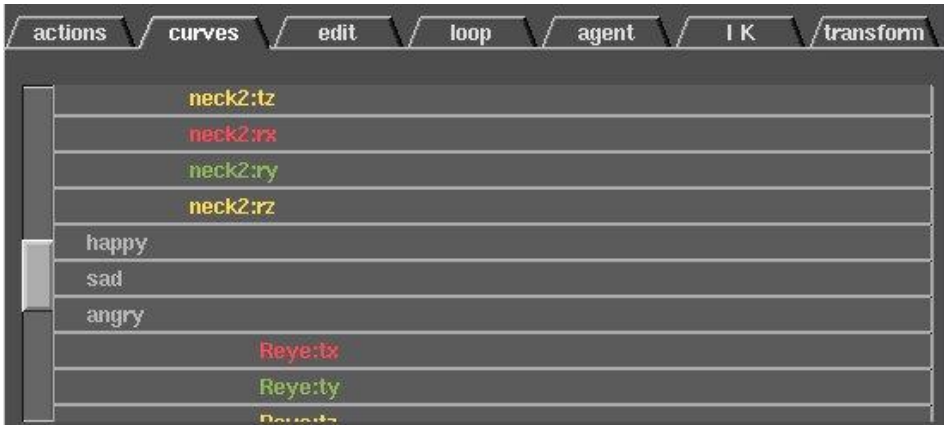 actions curves edit loop agent I K transform
neck2:tz
neck2:rx
neck2:ry
neck2:rz
happy
sad
angry
Reye:tx
Reye:ty